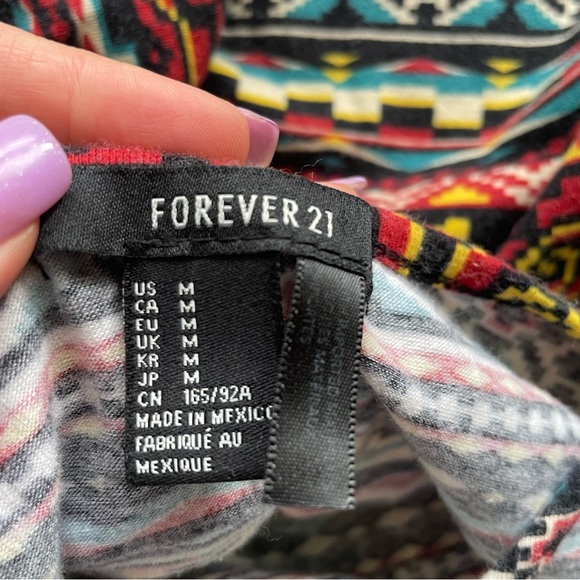 FOREVER 21
US M
CA M
EU M
UK M
KR M
JP M
CN 165/92A
MADE IN MEXICO
FABRIQUÉ AU
MEXIQUE